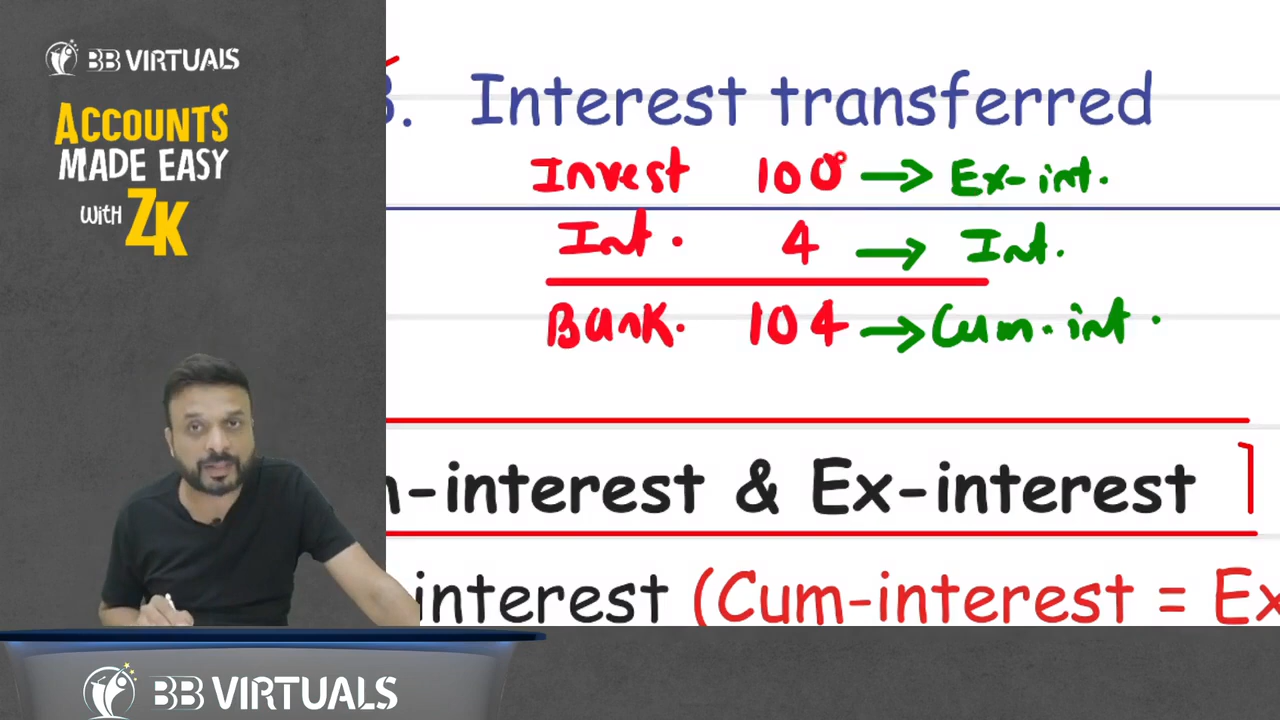 BB VIRTUALS
ACCOUNTS
MADE EASY
WITH ZK
3. Interest transferred
Invest 100 → Ex-int.
Int. 4 → Int.
Bank. 104 → Cum-int.
-interest & Ex-interest
interest (Cum-interest = Ex
BB VIRTUALS